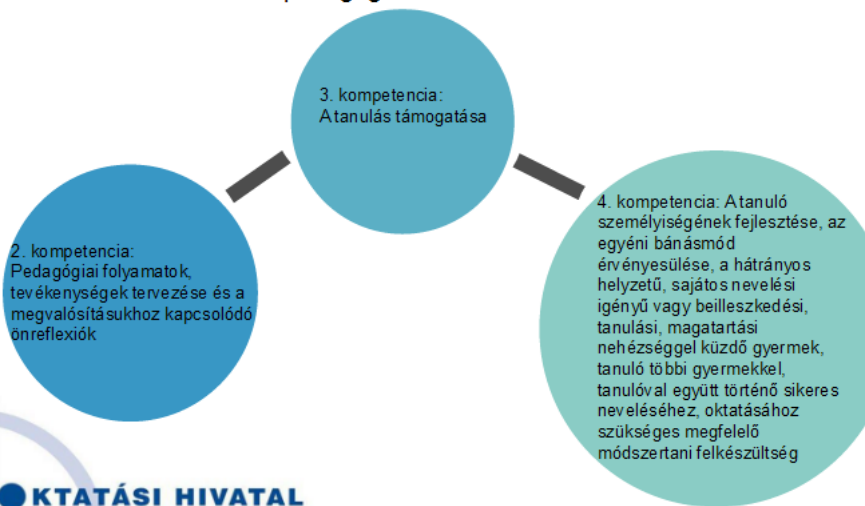 3. kompetencia:
A tanulás támogatása
2. kompetencia:
Pedagógiai folyamatok,
tevékenységek tervezése és a
megvalósításukhoz kapcsolódó
önreflexiók
4. kompetencia: A tanuló
személyiségének fejlesztése, az
egyéni bánásmód
érvényesülése, a hátrányos
helyzetű, sajátos nevelési
igényű vagy beilleszkedési,
tanulási, magatartási
nehézséggel küzdő gyermek,
tanuló többi gyermekkel,
tanulóval együtt történő sikeres
neveléséhez, oktatásához
szükséges megfelelő
módszertani felkészültség
OKTATÁSI HIVATAL